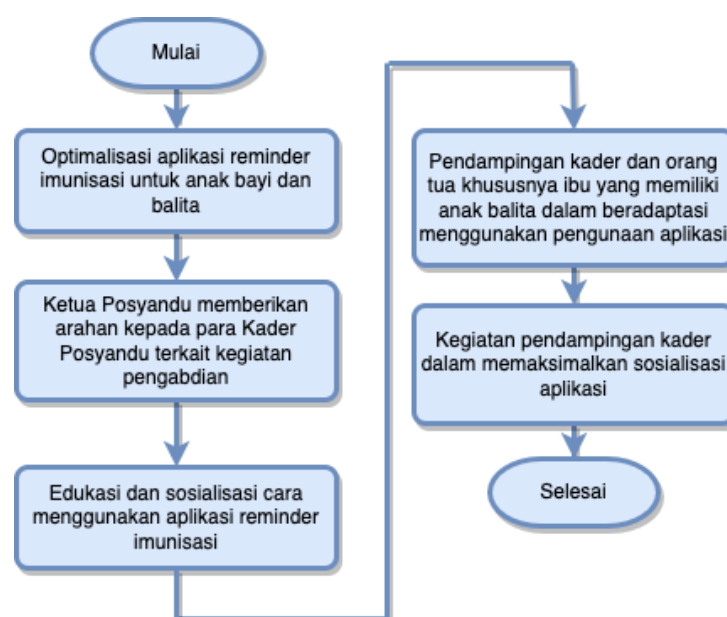 Mulai
Optimalisasi aplikasi reminder
imunisasi untuk anak bayi dan
balita
Ketua Posyandu memberikan
arahan kepada para Kader
Posyandu terkait kegiatan
pengabdian
Edukasi dan sosialisasi cara
menggunakan aplikasi reminder
imunisasi
Pendampingan kader dan orang
tua khususnya ibu yang memiliki
anak balita dalam beradaptasi
menggunakan pengunaan aplikasi
Kegiatan pendampingan kader
dalam memaksimalkan sosialisasi
aplikasi
Selesai